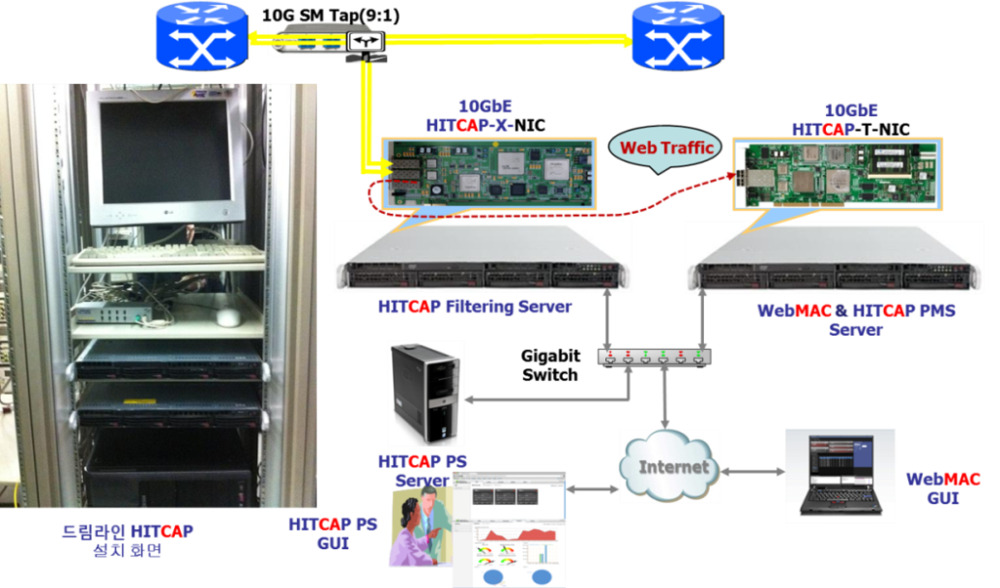 10G SM Tap(9:1)
10GbE
HITCAP-X-NIC
Web Traffic
10GbE
HITCAP-T-NIC
HITCAP Filtering Server
WebMAC & HITCAP PMS
Server
Gigabit
Switch
HITCAP PS
Server
Internet
WebMAC
GUI
HITCAP PS
GUI
드림라인 HITCAP
설치 화면